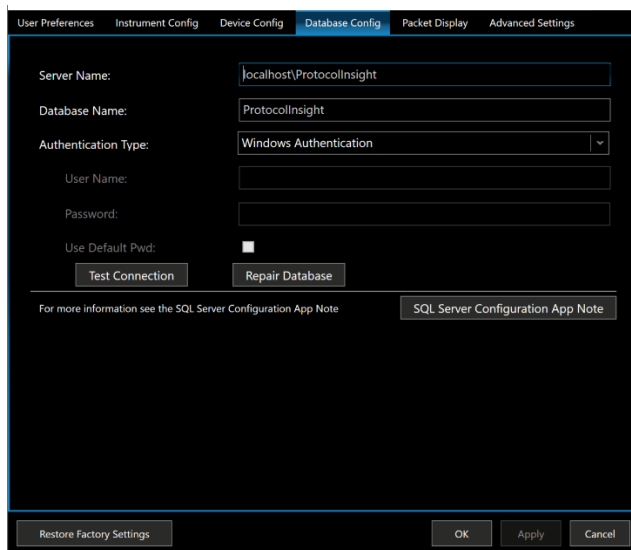 User Preferences Instrument Config Device Config Database Config Packet Display Advanced Settings
Server Name: localhost\ProtocolInsight
Database Name: ProtocolInsight
Authentication Type: Windows Authentication
User Name:
Password:
Use Default Pwd:
Test Connection Repair Database
For more information see the SQL Server Configuration App Note SQL Server Configuration App Note
Restore Factory Settings OK Apply Cancel